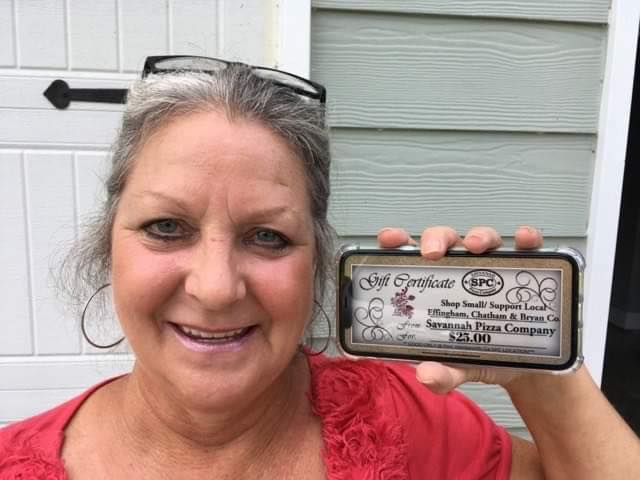 Gift Certificate
SPC
Shop Small/ Support Local
Effingham, Chatham & Bryan Co
From Savannah Pizza Company
For: $25.00